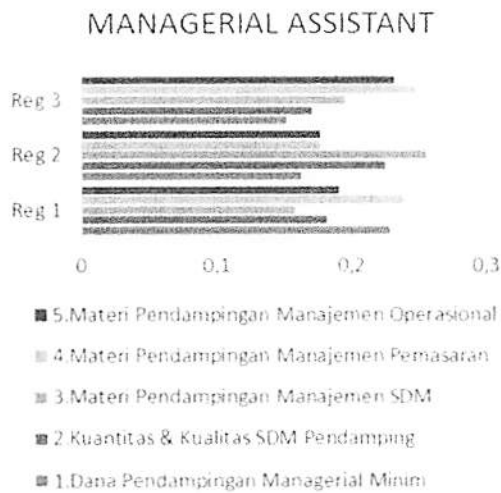 MANAGERIAL ASSISTANT
Reg 3
Reg 2
Reg 1
0 0,1 0,2 0,3
5.Materi Pendampingan Manajemen Operasional
4.Materi Pendampingan Manajemen Pemasaran
3.Materi Pendampingan Manajemen SDM
2.Kuantitas & Kualitas SDM Pendamping
1.Dana Pendampingan Managerial Minim